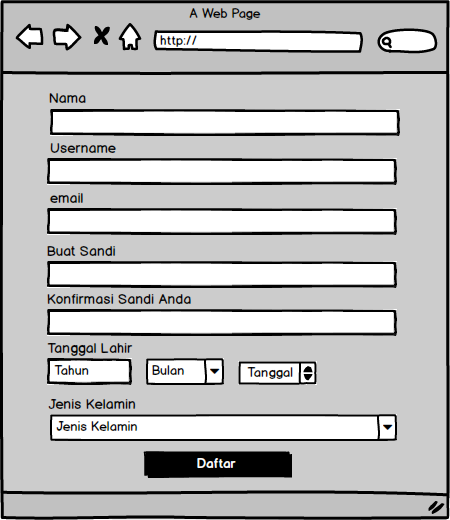 A Web Page
http://
Nama
Username
email
Buat Sandi
Konfirmasi Sandi Anda
Tanggal Lahir
Tahun Bulan Tanggal
Jenis Kelamin
Jenis Kelamin
Daftar